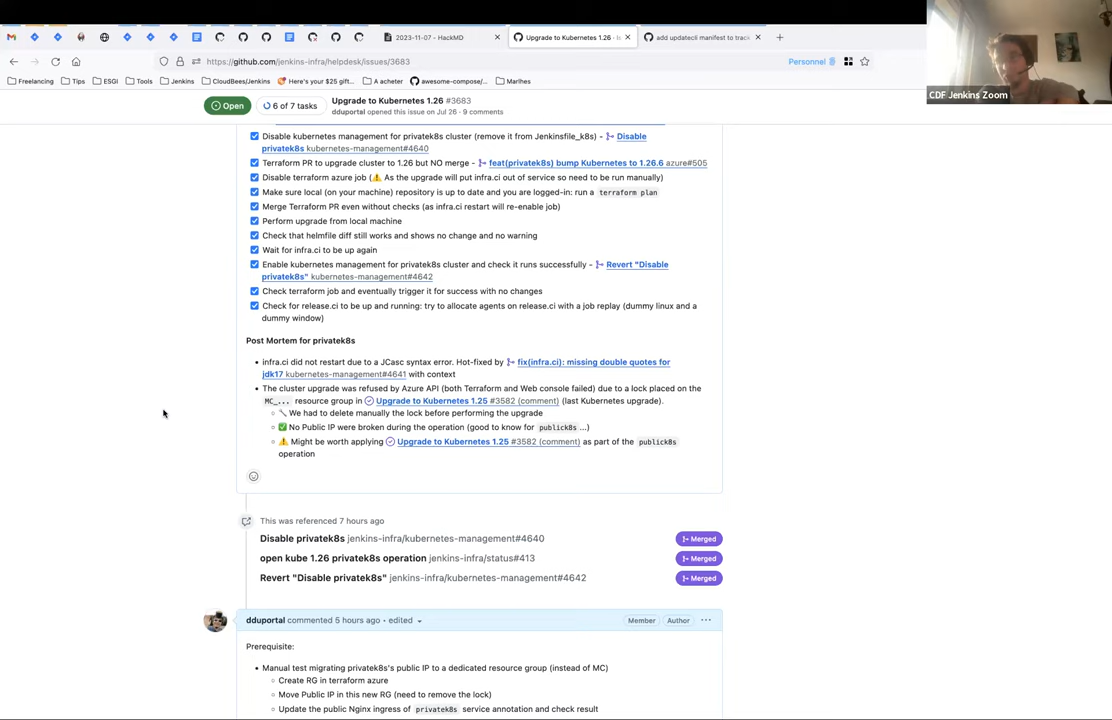 2023-11-07 - HackMD
Upgrade to Kubernetes 1.26 · Is
add updatecli manifest to track
https://github.com/jenkins-infra/helpdesk/issues/3683
Personnel
Freelancing
Tips
ESGI
Tools
Jenkins
CloudBees/Jenkins
Here's your $25 gift...
A acheter
awesome-compose/...
Marlhes
CDF Jenkins Zoom
Open
6 of 7 tasks
Upgrade to Kubernetes 1.26 #3683
dduportal opened this issue on Jul 26 · 9 comments
Disable kubernetes management for privatek8s cluster (remove it from Jenkinsfile_k8s) - Disable
privatek8s kubernetes-management#4640
Terraform PR to upgrade cluster to 1.26 but NO merge - feat(privatek8s) bump Kubernetes to 1.26.6 azure#505
Disable terraform azure job (⚠️ As the upgrade will put infra.ci out of service so need to be run manually)
Make sure local (on your machine) repository is up to date and you are logged-in: run a terraform plan
Merge Terraform PR even without checks (as infra.ci restart will re-enable job)
Perform upgrade from local machine
Check that helmfile diff still works and shows no change and no warning
Wait for infra.ci to be up again
Enable kubernetes management for privatek8s cluster and check it runs successfully - Revert "Disable
privatek8s" kubernetes-management#4642
Check terraform job and eventually trigger it for success with no changes
Check for release.ci to be up and running: try to allocate agents on release.ci with a job replay (dummy linux and a
dummy window)
Post Mortem for privatek8s
infra.ci did not restart due to a JCasc syntax error. Hot-fixed by fix(infra.ci): missing double quotes for
jdk17 kubernetes-management#4641 with context
The cluster upgrade was refused by Azure API (both Terraform and Web console failed) due to a lock placed on the
MC_... resource group in Upgrade to Kubernetes 1.25 #3582 (comment) (last Kubernetes upgrade).
🔧 We had to delete manually the lock before performing the upgrade
✅ No Public IP were broken during the operation (good to know for publick8s ...)
⚠️ Might be worth applying Upgrade to Kubernetes 1.25 #3582 (comment) as part of the publick8s
operation
This was referenced 7 hours ago
Disable privatek8s jenkins-infra/kubernetes-management#4640
Merged
open kube 1.26 privatek8s operation jenkins-infra/status#413
Merged
Revert "Disable privatek8s" jenkins-infra/kubernetes-management#4642
Merged
dduportal commented 5 hours ago • edited
Member
Author
Prerequisite:
Manual test migrating privatek8s's public IP to a dedicated resource group (instead of MC)
Create RG in terraform azure
Move Public IP in this new RG (need to remove the lock)
Update the public Nginx ingress of privatek8s service annotation and check result